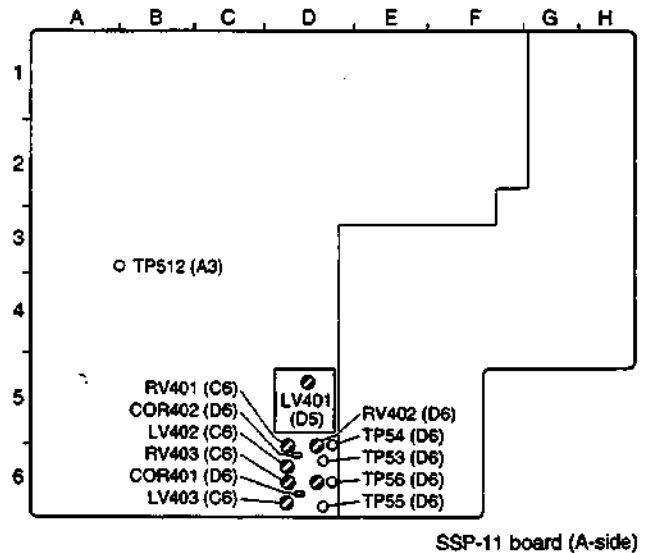 A B C D E F G H
1
2
3
TP512 (A3)
4
5
RV401 (C6)
COR402 (D6)
LV402 (C6)
RV403 (C6)
COR401 (D6)
LV403 (C6)
LV401
(D5)
RV402 (D6)
TP54 (D6)
TP53 (D6)
TP56 (D6)
TP55 (D6)
6
SSP-11 board (A-side)